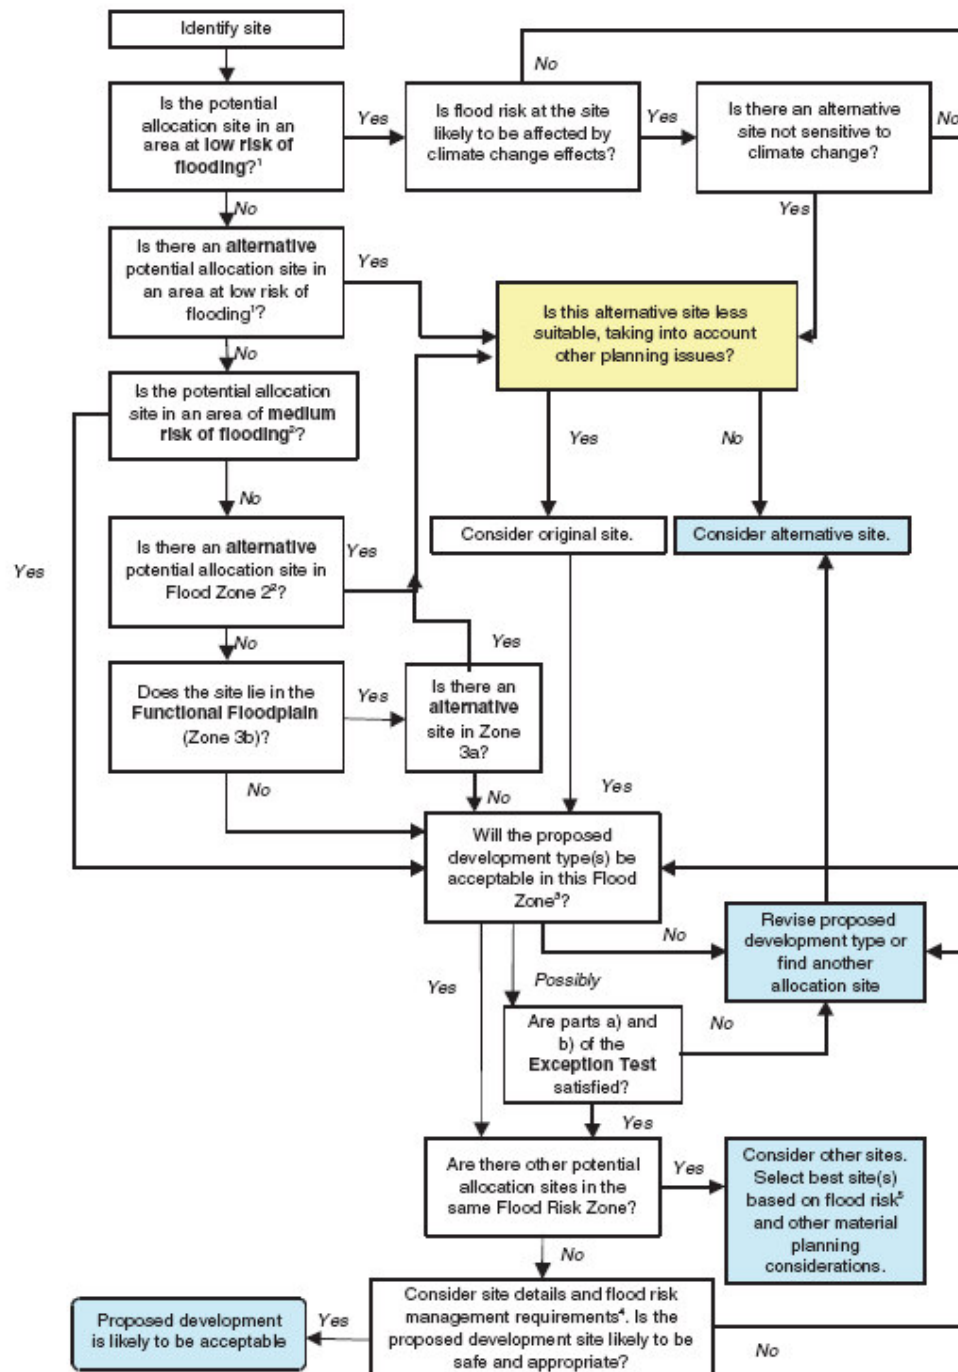 Identify site
No
Is the potential
allocation site in an
area at low risk of
flooding?¹
Yes
Is flood risk at the site
likely to be affected by
climate change effects?
Yes
Is there an alternative
site not sensitive to
climate change?
No
No
Yes
Is there an alternative
potential allocation site in
an area at low risk of
flooding¹?
Yes
Is this alternative site less
suitable, taking into account
other planning issues?
No
Is the potential allocation
site in an area of medium
risk of flooding²?
Yes
No
No
Consider original site.
Consider alternative site.
Is there an alternative
potential allocation site in
Flood Zone 2²?
Yes
Yes
No
Yes
Does the site lie in the
Functional Floodplain
(Zone 3b)?
Yes
Is there an
alternative
site in Zone
3a?
No
No
Yes
Will the proposed
development type(s) be
acceptable in this Flood
Zone³?
No
Revise proposed
development type or
find another
allocation site
Yes
Possibly
Are parts a) and
b) of the
Exception Test
satisfied?
No
Yes
Are there other potential
allocation sites in the
same Flood Risk Zone?
Yes
Consider other sites.
Select best site(s)
based on flood risk⁵
and other material
planning
considerations.
No
Consider site details and flood risk
management requirements⁴. Is the
proposed development site likely to be
safe and appropriate?
Yes
Proposed development
is likely to be acceptable
No